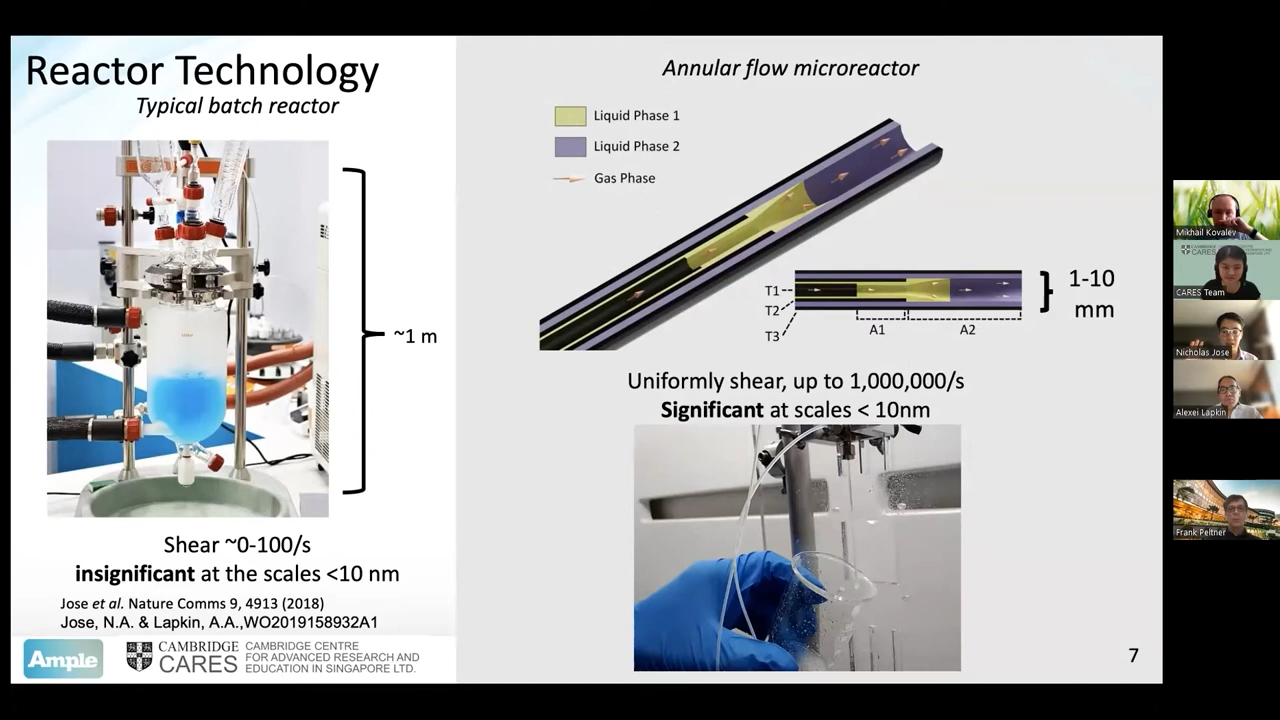 Reactor Technology
Typical batch reactor
~1 m
Shear ~0-100/s
insignificant at the scales <10 nm
Jose et al. Nature Comms 9, 4913 (2018)
Jose, N.A. & Lapkin, A.A.,WO2019158932A1
Ample
CAMBRIDGE
CARES
CAMBRIDGE CENTRE
FOR ADVANCED RESEARCH AND
EDUCATION IN SINGAPORE LTD.
Annular flow microreactor
Liquid Phase 1
Liquid Phase 2
Gas Phase
T1
T2
T3
A1
A2
1-10
mm
Uniformly shear, up to 1,000,000/s
Significant at scales < 10nm
7
Mikhail Kovalev
CARES Team
Nicholas Jose
Alexei Lapkin
Frank Peltner